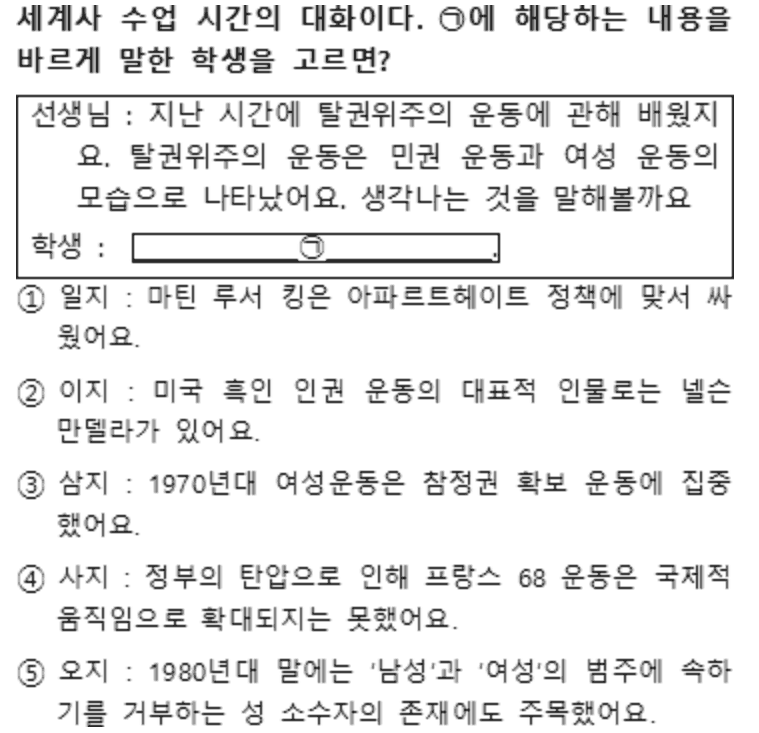 세계사 수업 시간의 대화이다. ㉠에 해당하는 내용을
바르게 말한 학생을 고르면?
선생님 : 지난 시간에 탈권위주의 운동에 관해 배웠지
요. 탈권위주의 운동은 민권 운동과 여성 운동의
모습으로 나타났어요. 생각나는 것을 말해볼까요
학생 : ㉠.
① 일지 : 마틴 루서 킹은 아파르트헤이트 정책에 맞서 싸
웠어요.
② 이지 : 미국 흑인 인권 운동의 대표적 인물로는 넬슨
만델라가 있어요.
③ 삼지 : 1970년대 여성운동은 참정권 확보 운동에 집중
했어요.
④ 사지 : 정부의 탄압으로 인해 프랑스 68 운동은 국제적
움직임으로 확대되지는 못했어요.
⑤ 오지 : 1980년대 말에는 '남성'과 '여성'의 범주에 속하
기를 거부하는 성 소수자의 존재에도 주목했어요.